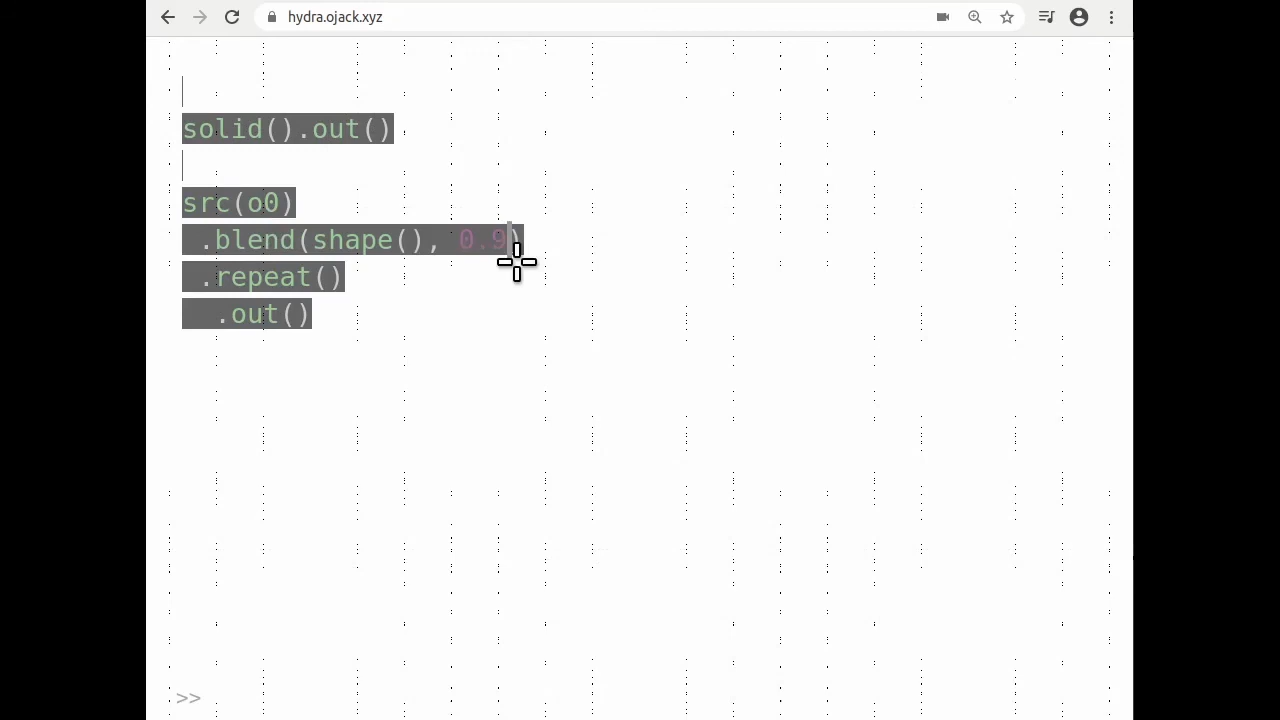 hydra.ojack.xyz
solid().out()
src(o0)
.blend(shape(), 0.9)
.repeat()
.out()
>>